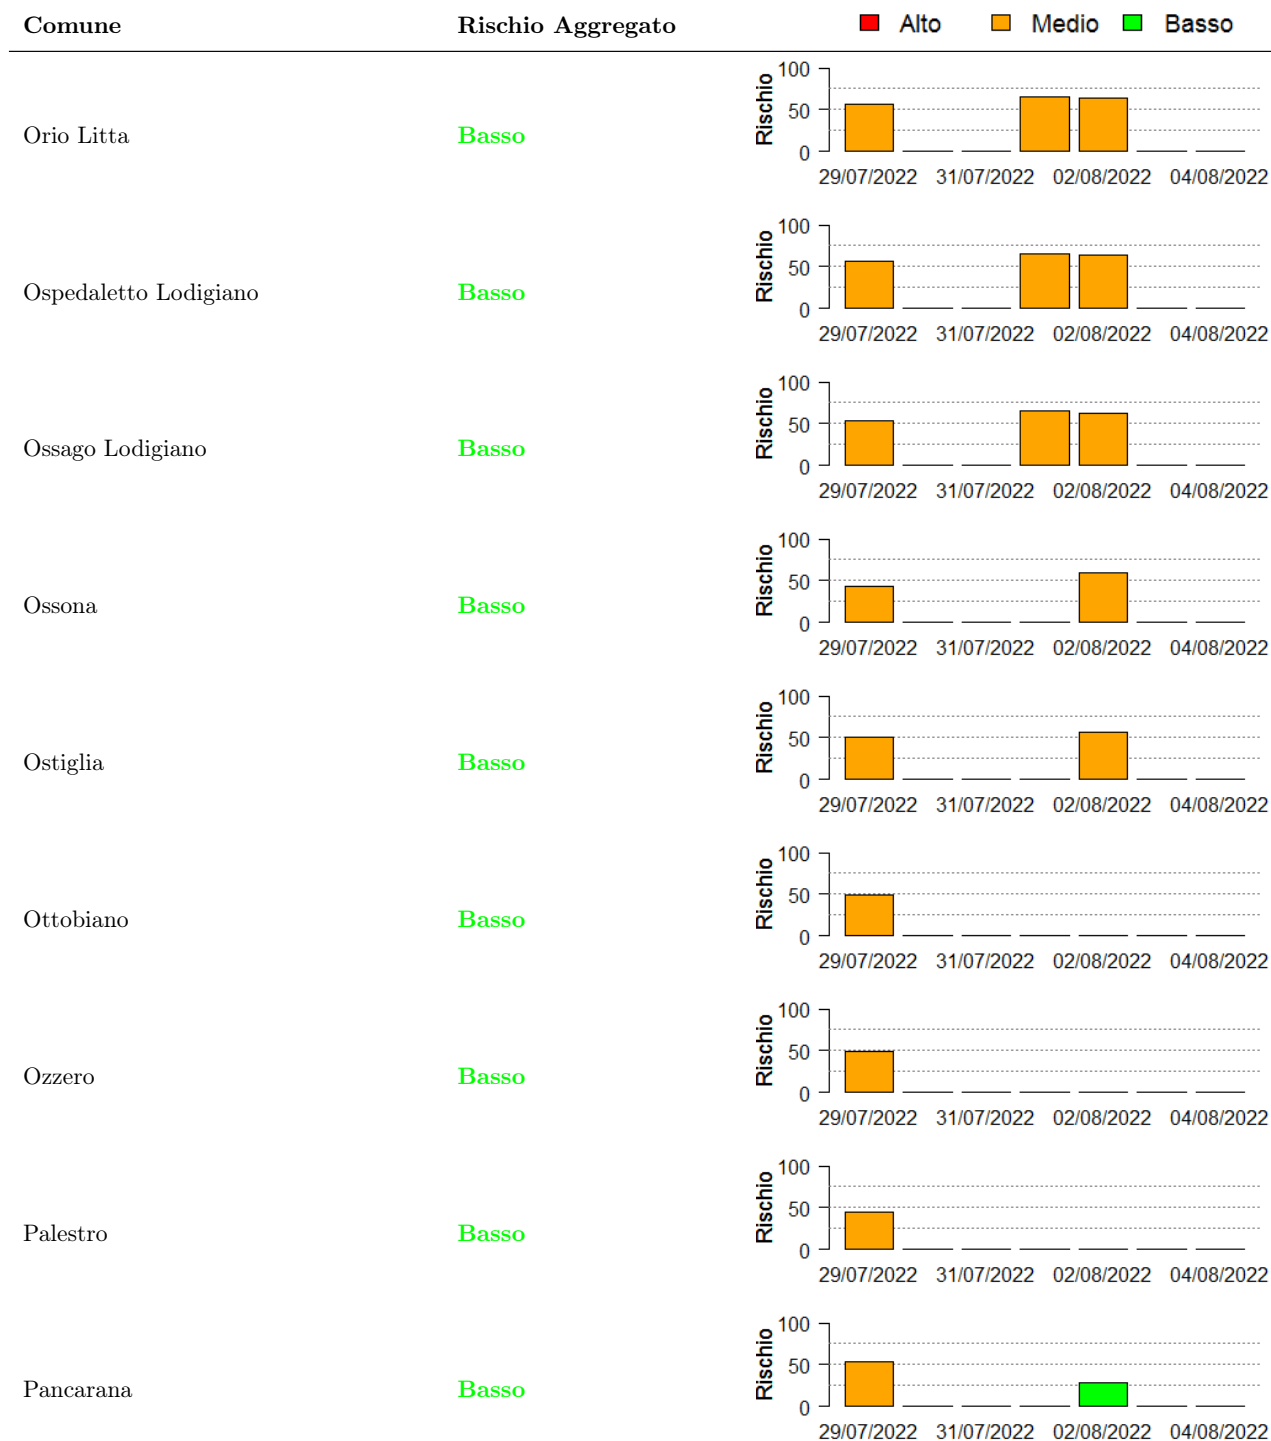 Comune Rischio Aggregato Alto Medio Basso
100
50
0
Rischio
Orio Litta Basso
29/07/2022 31/07/2022 02/08/2022 04/08/2022
100
50
0
Rischio
Ospedaletto Lodigiano Basso
29/07/2022 31/07/2022 02/08/2022 04/08/2022
100
50
0
Rischio
Ossago Lodigiano Basso
29/07/2022 31/07/2022 02/08/2022 04/08/2022
100
50
0
Rischio
Ossona Basso
29/07/2022 31/07/2022 02/08/2022 04/08/2022
100
50
0
Rischio
Ostiglia Basso
29/07/2022 31/07/2022 02/08/2022 04/08/2022
100
50
0
Rischio
Ottobiano Basso
29/07/2022 31/07/2022 02/08/2022 04/08/2022
100
50
0
Rischio
Ozzero Basso
29/07/2022 31/07/2022 02/08/2022 04/08/2022
100
50
0
Rischio
Palestro Basso
29/07/2022 31/07/2022 02/08/2022 04/08/2022
100
50
0
Rischio
Pancarana Basso
29/07/2022 31/07/2022 02/08/2022 04/08/2022